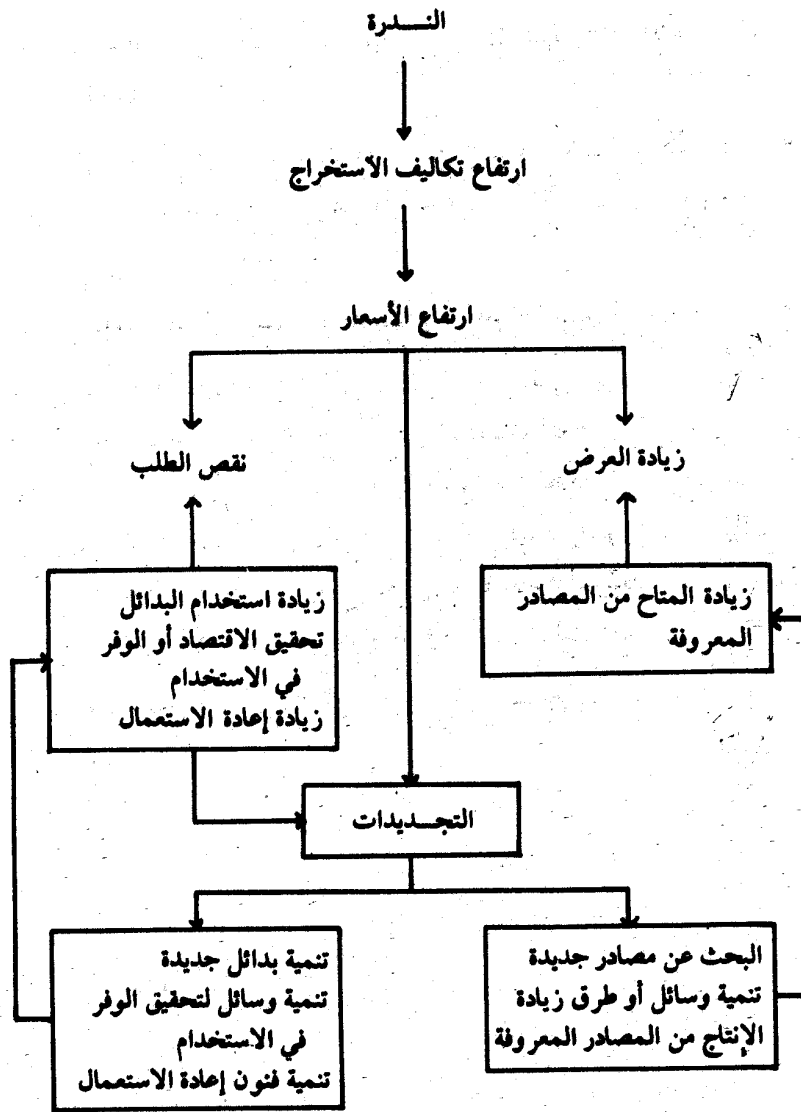 النــــدرة
ارتفاع تكاليف الاستخراج
ارتفاع الأسعار
زيادة العرض
نقص الطلب
زيادة المتاح من المصادر
المعروفة
زيادة استخدام البدائل
تحقيق الاقتصاد أو الوفر
في الاستخدام
زيادة إعادة الاستعمال
التجــديدات
البحث عن مصادر جديدة
تنمية وسائل أو طرق زيادة
الإنتاج من المصادر المعروفة
تنمية بدائل جديدة
تنمية وسائل لتحقيق الوفر
في الاستخدام
تنمية فنون إعادة الاستعمال